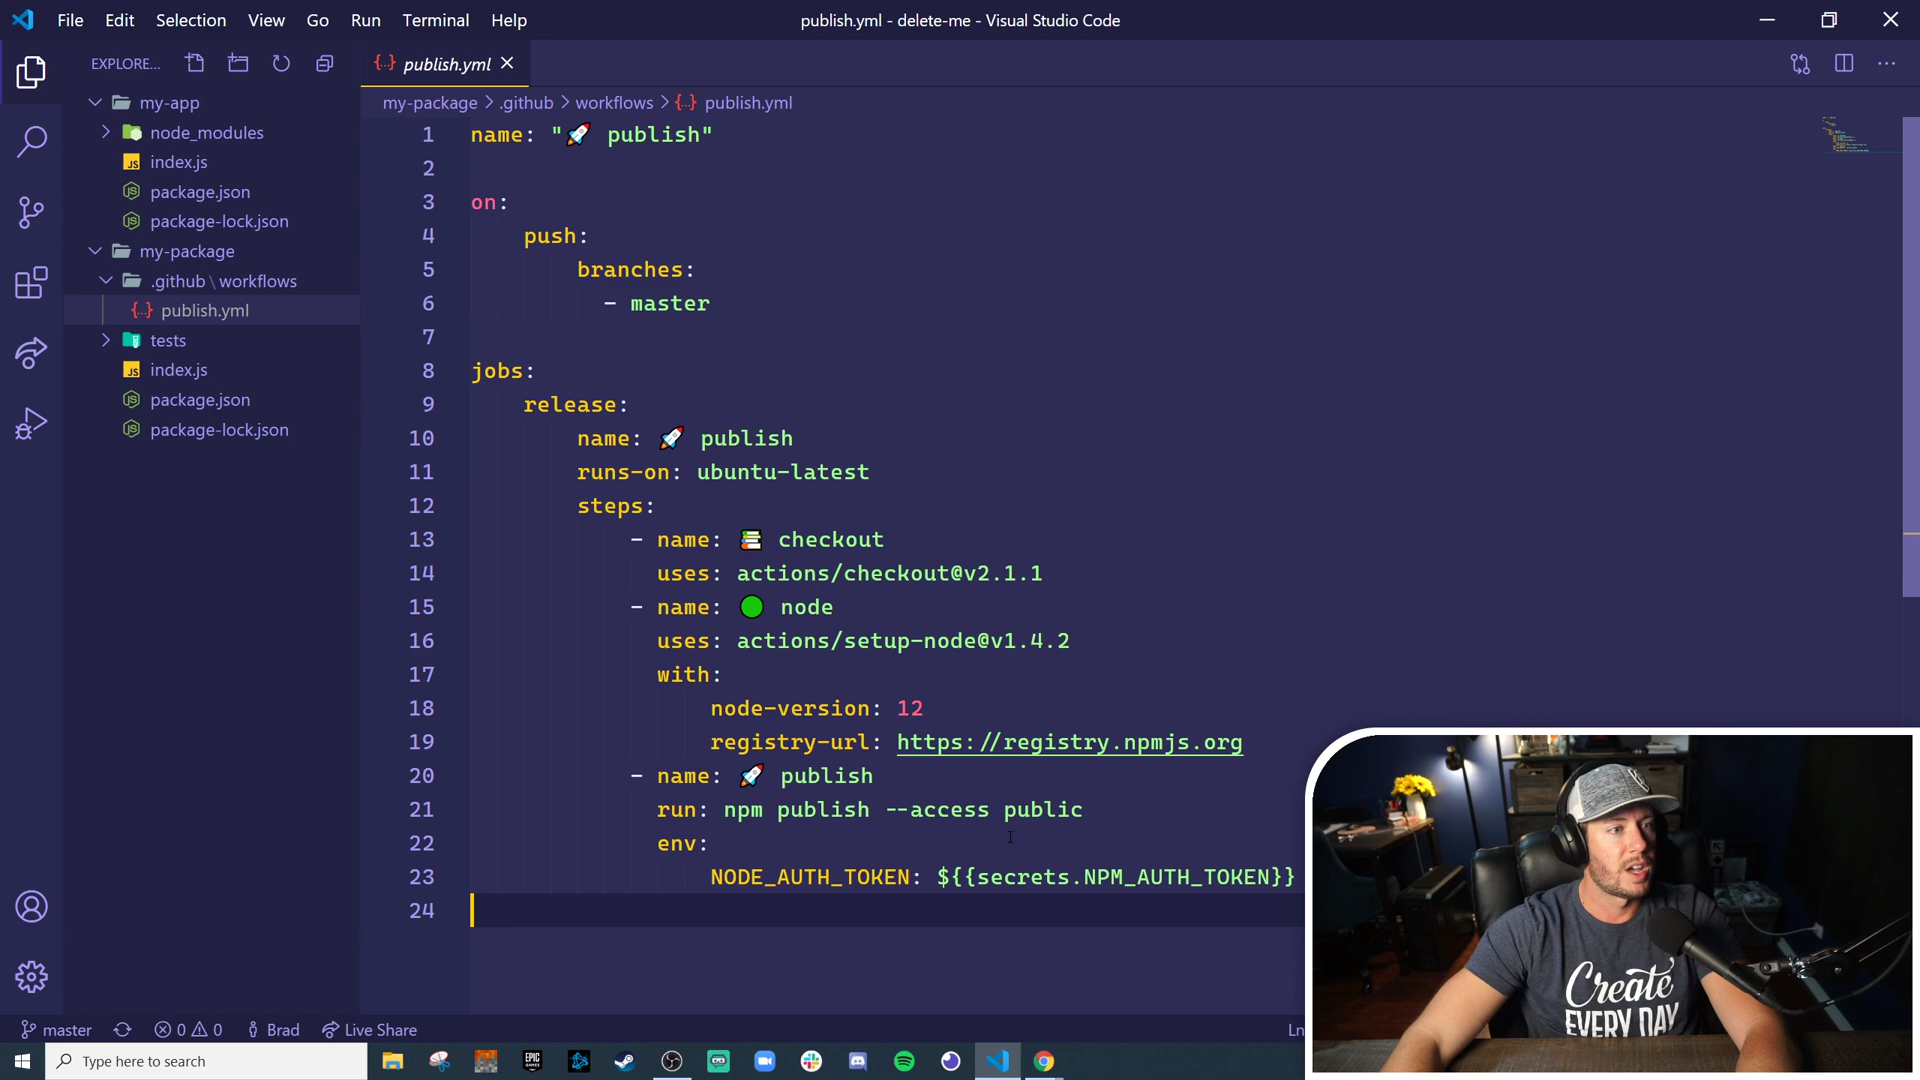 File Edit Selection View Go Run Terminal Help
publish.yml - delete-me - Visual Studio Code
EXPLORE...
publish.yml
my-package > .github > workflows > {..} publish.yml
my-app
node_modules
index.js
package.json
package-lock.json
my-package
.github \ workflows
publish.yml
tests
index.js
package.json
package-lock.json
1 name: "🚀 publish"
2
3 on:
4 push:
5 branches:
6 - master
7
8 jobs:
9 release:
10 name: 🚀 publish
11 runs-on: ubuntu-latest
12 steps:
13 - name: 📚 checkout
14 uses: actions/checkout@v2.1.1
15 - name: 🟢 node
16 uses: actions/setup-node@v1.4.2
17 with:
18 node-version: 12
19 registry-url: https://registry.npmjs.org
20 - name: 🚀 publish
21 run: npm publish --access public
22 env:
23 NODE_AUTH_TOKEN: ${{secrets.NPM_AUTH_TOKEN}}
24
Create
EVERY DAY
master 0 0 Brad Live Share
Ln
Type here to search
EPIC GAMES